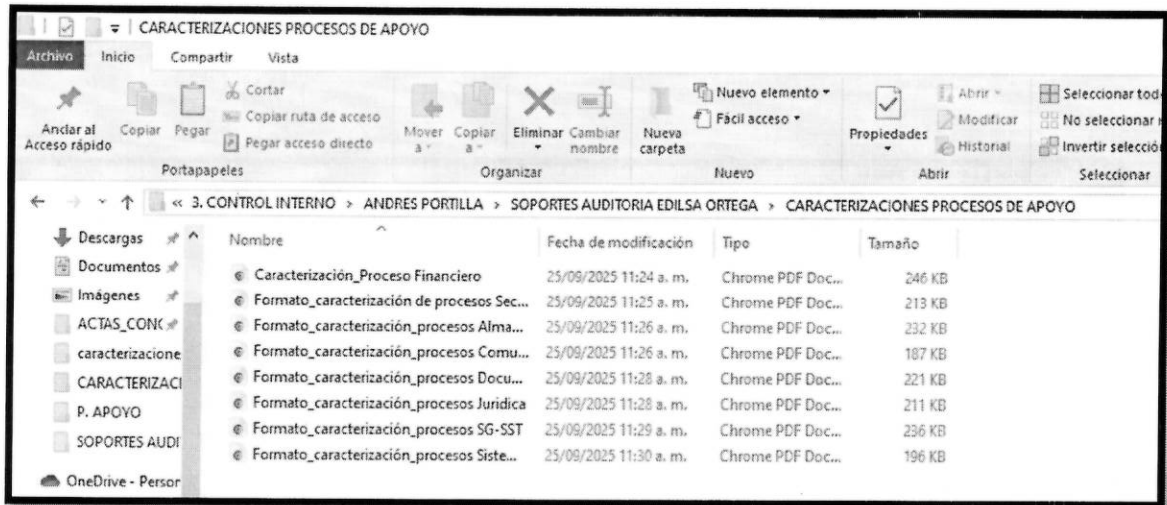 CARACTERIZACIONES PROCESOS DE APOYO
Archivo Inicio Compartir Vista
Anclar al Acceso rápido
Copiar
Pegar
Cortar
Copiar ruta de acceso
Pegar acceso directo
Portapapeles
Mover a
Copiar a
Eliminar
Cambiar nombre
Organizar
Nueva carpeta
Nuevo elemento
Fácil acceso
Nuevo
Propiedades
Abrir
Modificar
Historial
Abrir
Seleccionar tod
No seleccionar
Invertir selecció
Seleccionar
« 3. CONTROL INTERNO > ANDRES PORTILLA > SOPORTES AUDITORIA EDILSA ORTEGA > CARACTERIZACIONES PROCESOS DE APOYO
Descargas
Documentos
Imágenes
ACTAS_CONC
caracterizacione
CARACTERIZACI
P. APOYO
SOPORTES AUDI
OneDrive - Person
Nombre Fecha de modificación Tipo Tamaño
Caracterización_Proceso Financiero 25/09/2025 11:24 a. m. Chrome PDF Doc... 246 KB
Formato_caracterización de procesos Sec... 25/09/2025 11:25 a. m. Chrome PDF Doc... 213 KB
Formato_caracterización_procesos Alma... 25/09/2025 11:26 a. m. Chrome PDF Doc... 232 KB
Formato_caracterización_procesos Comu... 25/09/2025 11:26 a. m. Chrome PDF Doc... 187 KB
Formato_caracterización_procesos Docu... 25/09/2025 11:28 a. m. Chrome PDF Doc... 221 KB
Formato_caracterización_procesos Juridica 25/09/2025 11:28 a. m. Chrome PDF Doc... 211 KB
Formato_caracterización_procesos SG-SST 25/09/2025 11:29 a. m. Chrome PDF Doc... 236 KB
Formato_caracterización_procesos Siste... 25/09/2025 11:30 a. m. Chrome PDF Doc... 196 KB